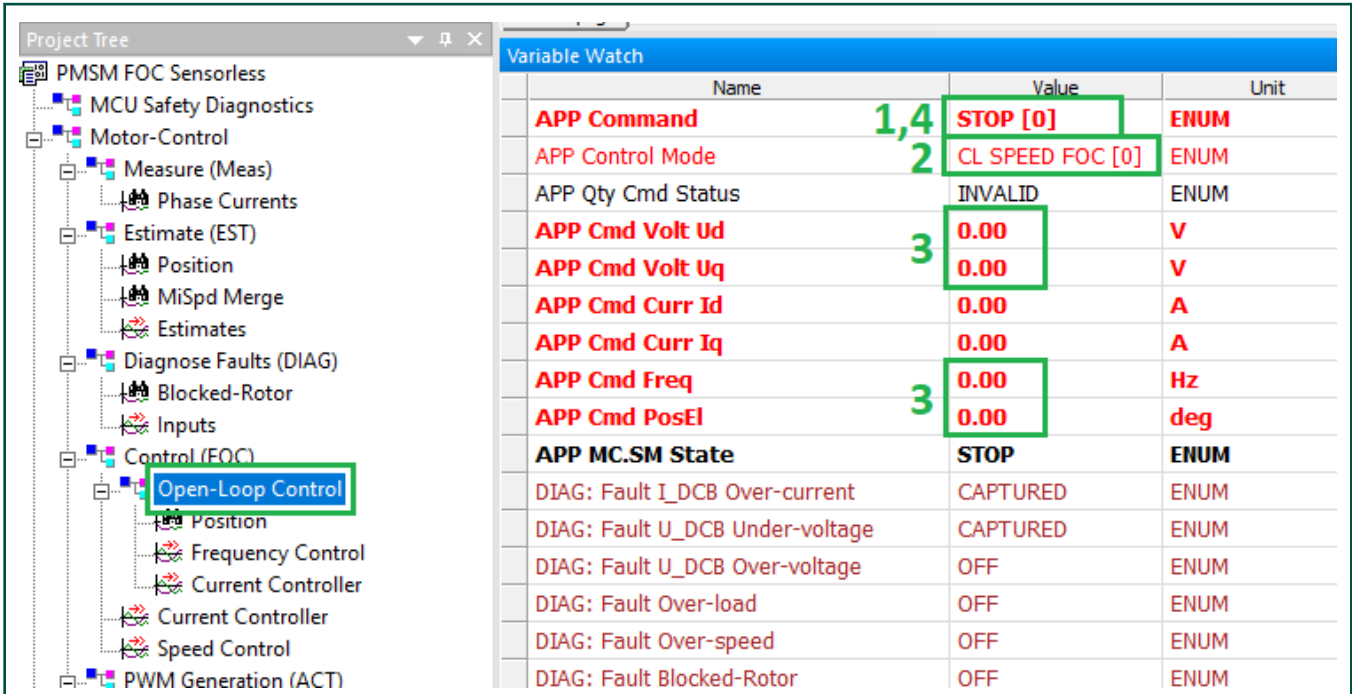 Project Tree
PMSM FOC Sensorless
MCU Safety Diagnostics
Motor-Control
Measure (Meas)
Phase Currents
Estimate (EST)
Position
MiSpd Merge
Estimates
Diagnose Faults (DIAG)
Blocked-Rotor
Inputs
Control (FOC)
Open-Loop Control
Position
Frequency Control
Current Controller
Current Controller
Speed Control
PWM Generation (ACT)
Variable Watch
Name Value Unit
APP Command 1,4 STOP [0] ENUM
APP Control Mode 2 CL SPEED FOC [0] ENUM
APP Qty Cmd Status INVALID ENUM
APP Cmd Volt Ud 0.00 V
3
APP Cmd Volt Uq 0.00 V
APP Cmd Curr Id 0.00 A
APP Cmd Curr Iq 0.00 A
APP Cmd Freq 0.00 Hz
3
APP Cmd PosEl 0.00 deg
APP MC.SM State STOP ENUM
DIAG: Fault I_DCB Over-current CAPTURED ENUM
DIAG: Fault U_DCB Under-voltage CAPTURED ENUM
DIAG: Fault U_DCB Over-voltage OFF ENUM
DIAG: Fault Over-load OFF ENUM
DIAG: Fault Over-speed OFF ENUM
DIAG: Fault Blocked-Rotor OFF ENUM